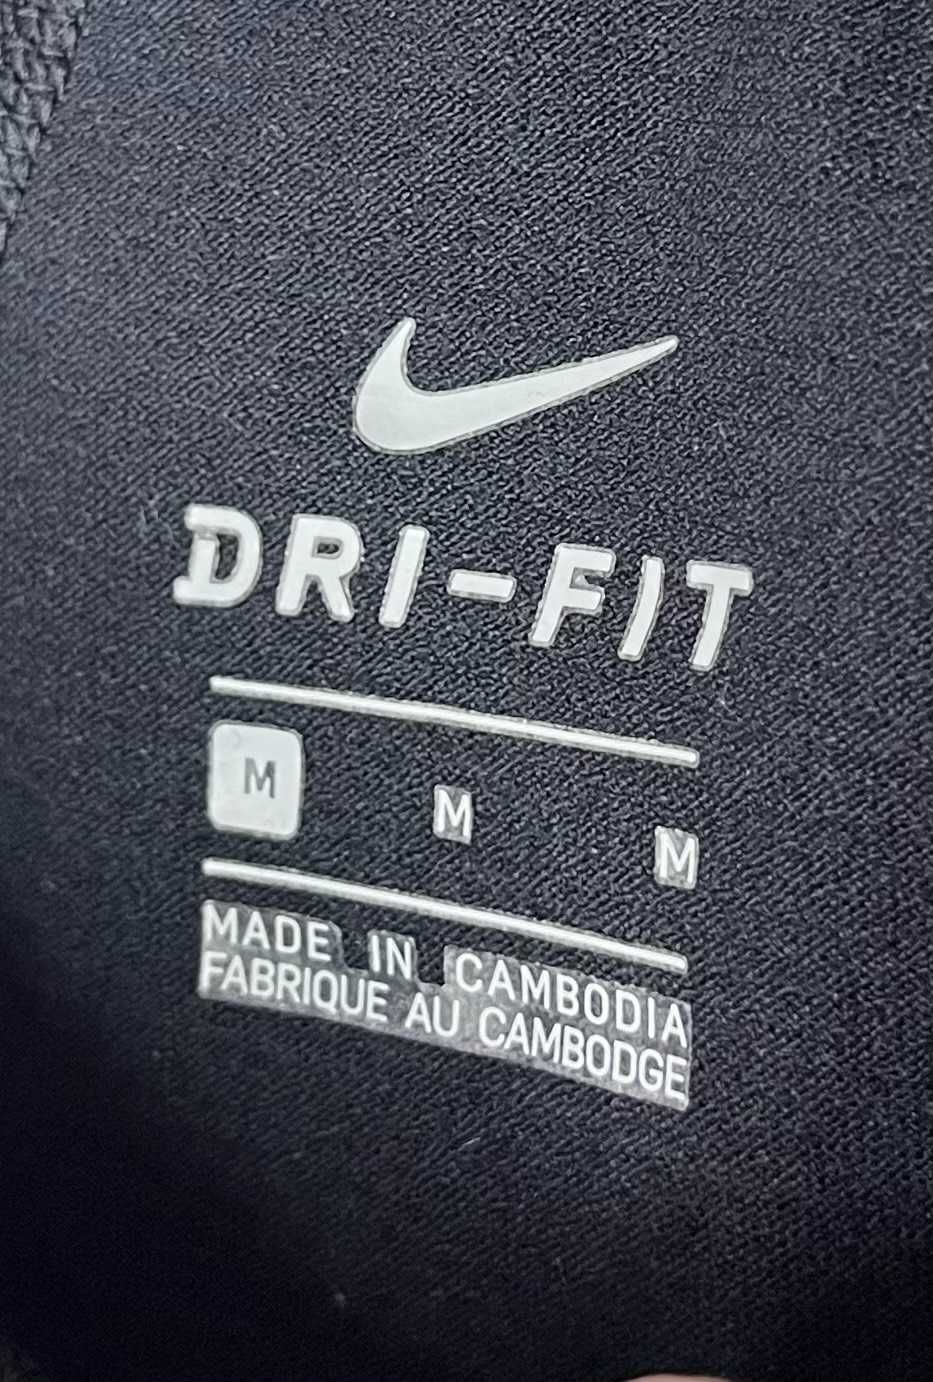 DRI-FIT
M M M
MADE IN CAMBODIA
FABRIQUE AU CAMBODGE